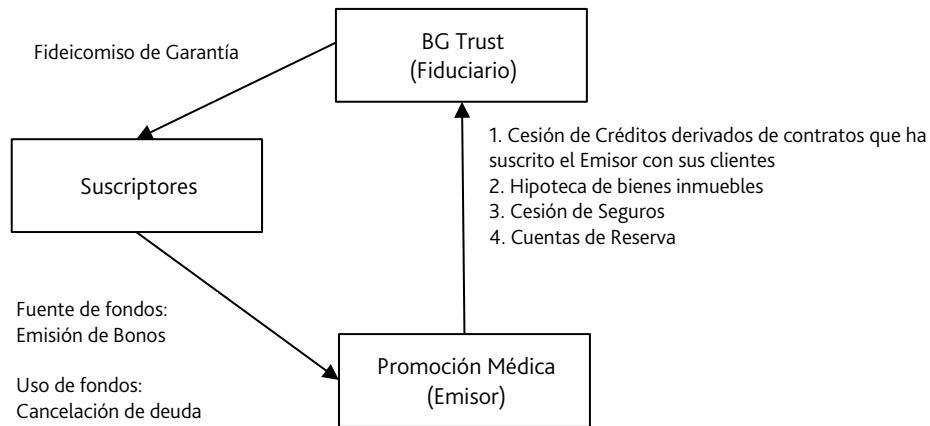 BG Trust
(Fiduciario)
Fideicomiso de Garantía
1. Cesión de Créditos derivados de contratos que ha
suscrito el Emisor con sus clientes
2. Hipoteca de bienes inmuebles
3. Cesión de Seguros
4. Cuentas de Reserva
Suscriptores
Fuente de fondos:
Emisión de Bonos
Uso de fondos:
Cancelación de deuda
Promoción Médica
(Emisor)